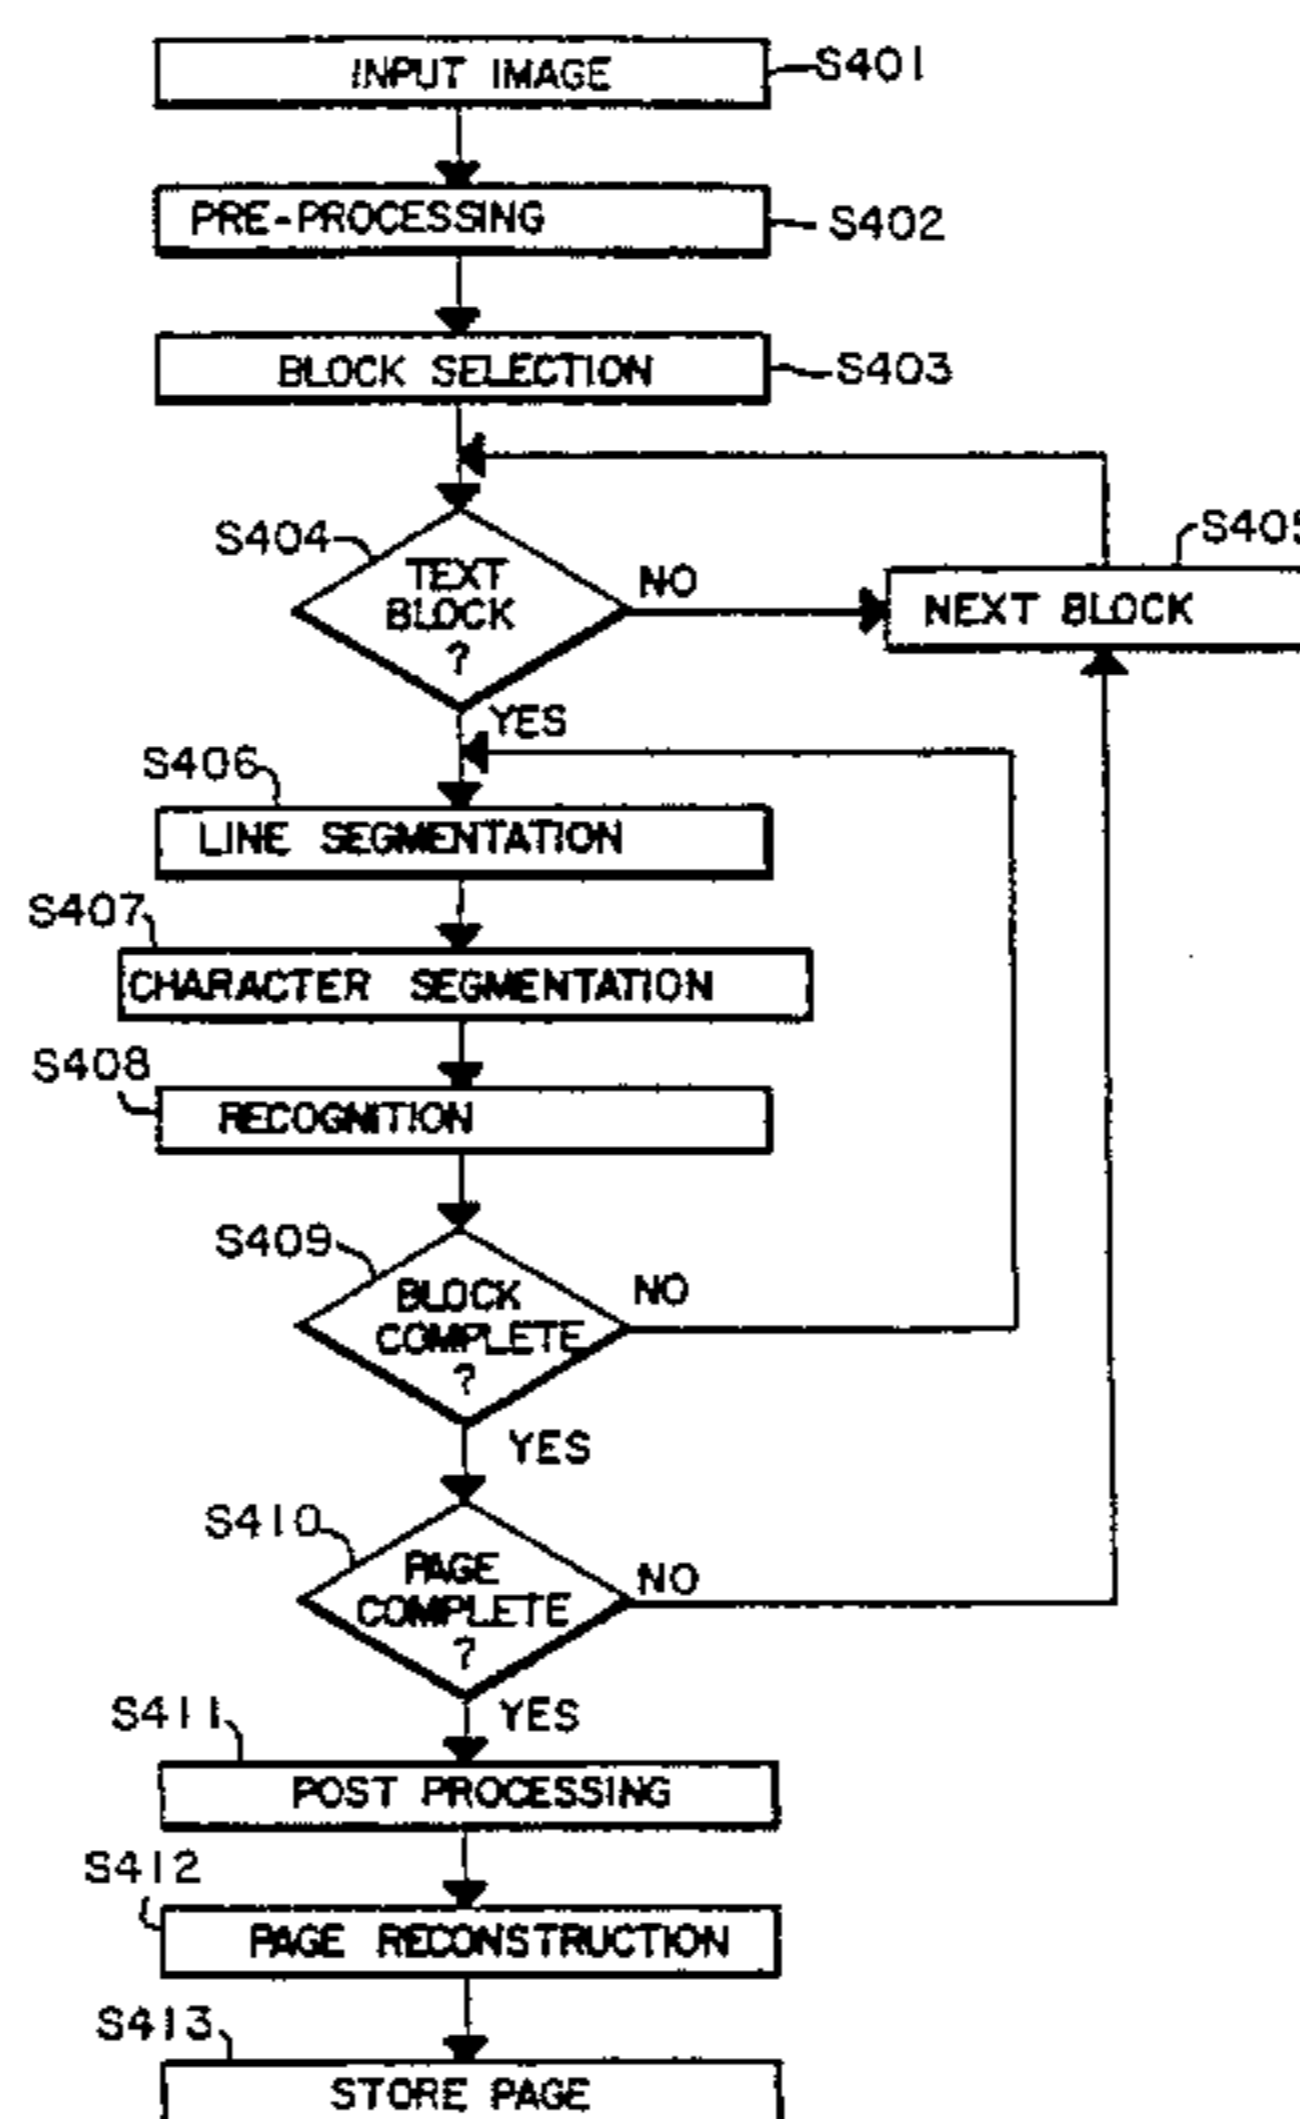 INPUT IMAGE
S401
PRE-PROCESSING
S402
BLOCK SELECTION
S403
S404
TEXT
BLOCK
?
NO
S405
NEXT BLOCK
YES
S406
LINE SEGMENTATION
S407
CHARACTER SEGMENTATION
S408
RECOGNITION
S409
BLOCK
COMPLETE
?
NO
YES
S410
PAGE
COMPLETE
?
NO
YES
S411
POST PROCESSING
S412
PAGE RECONSTRUCTION
S413
STORE PAGE